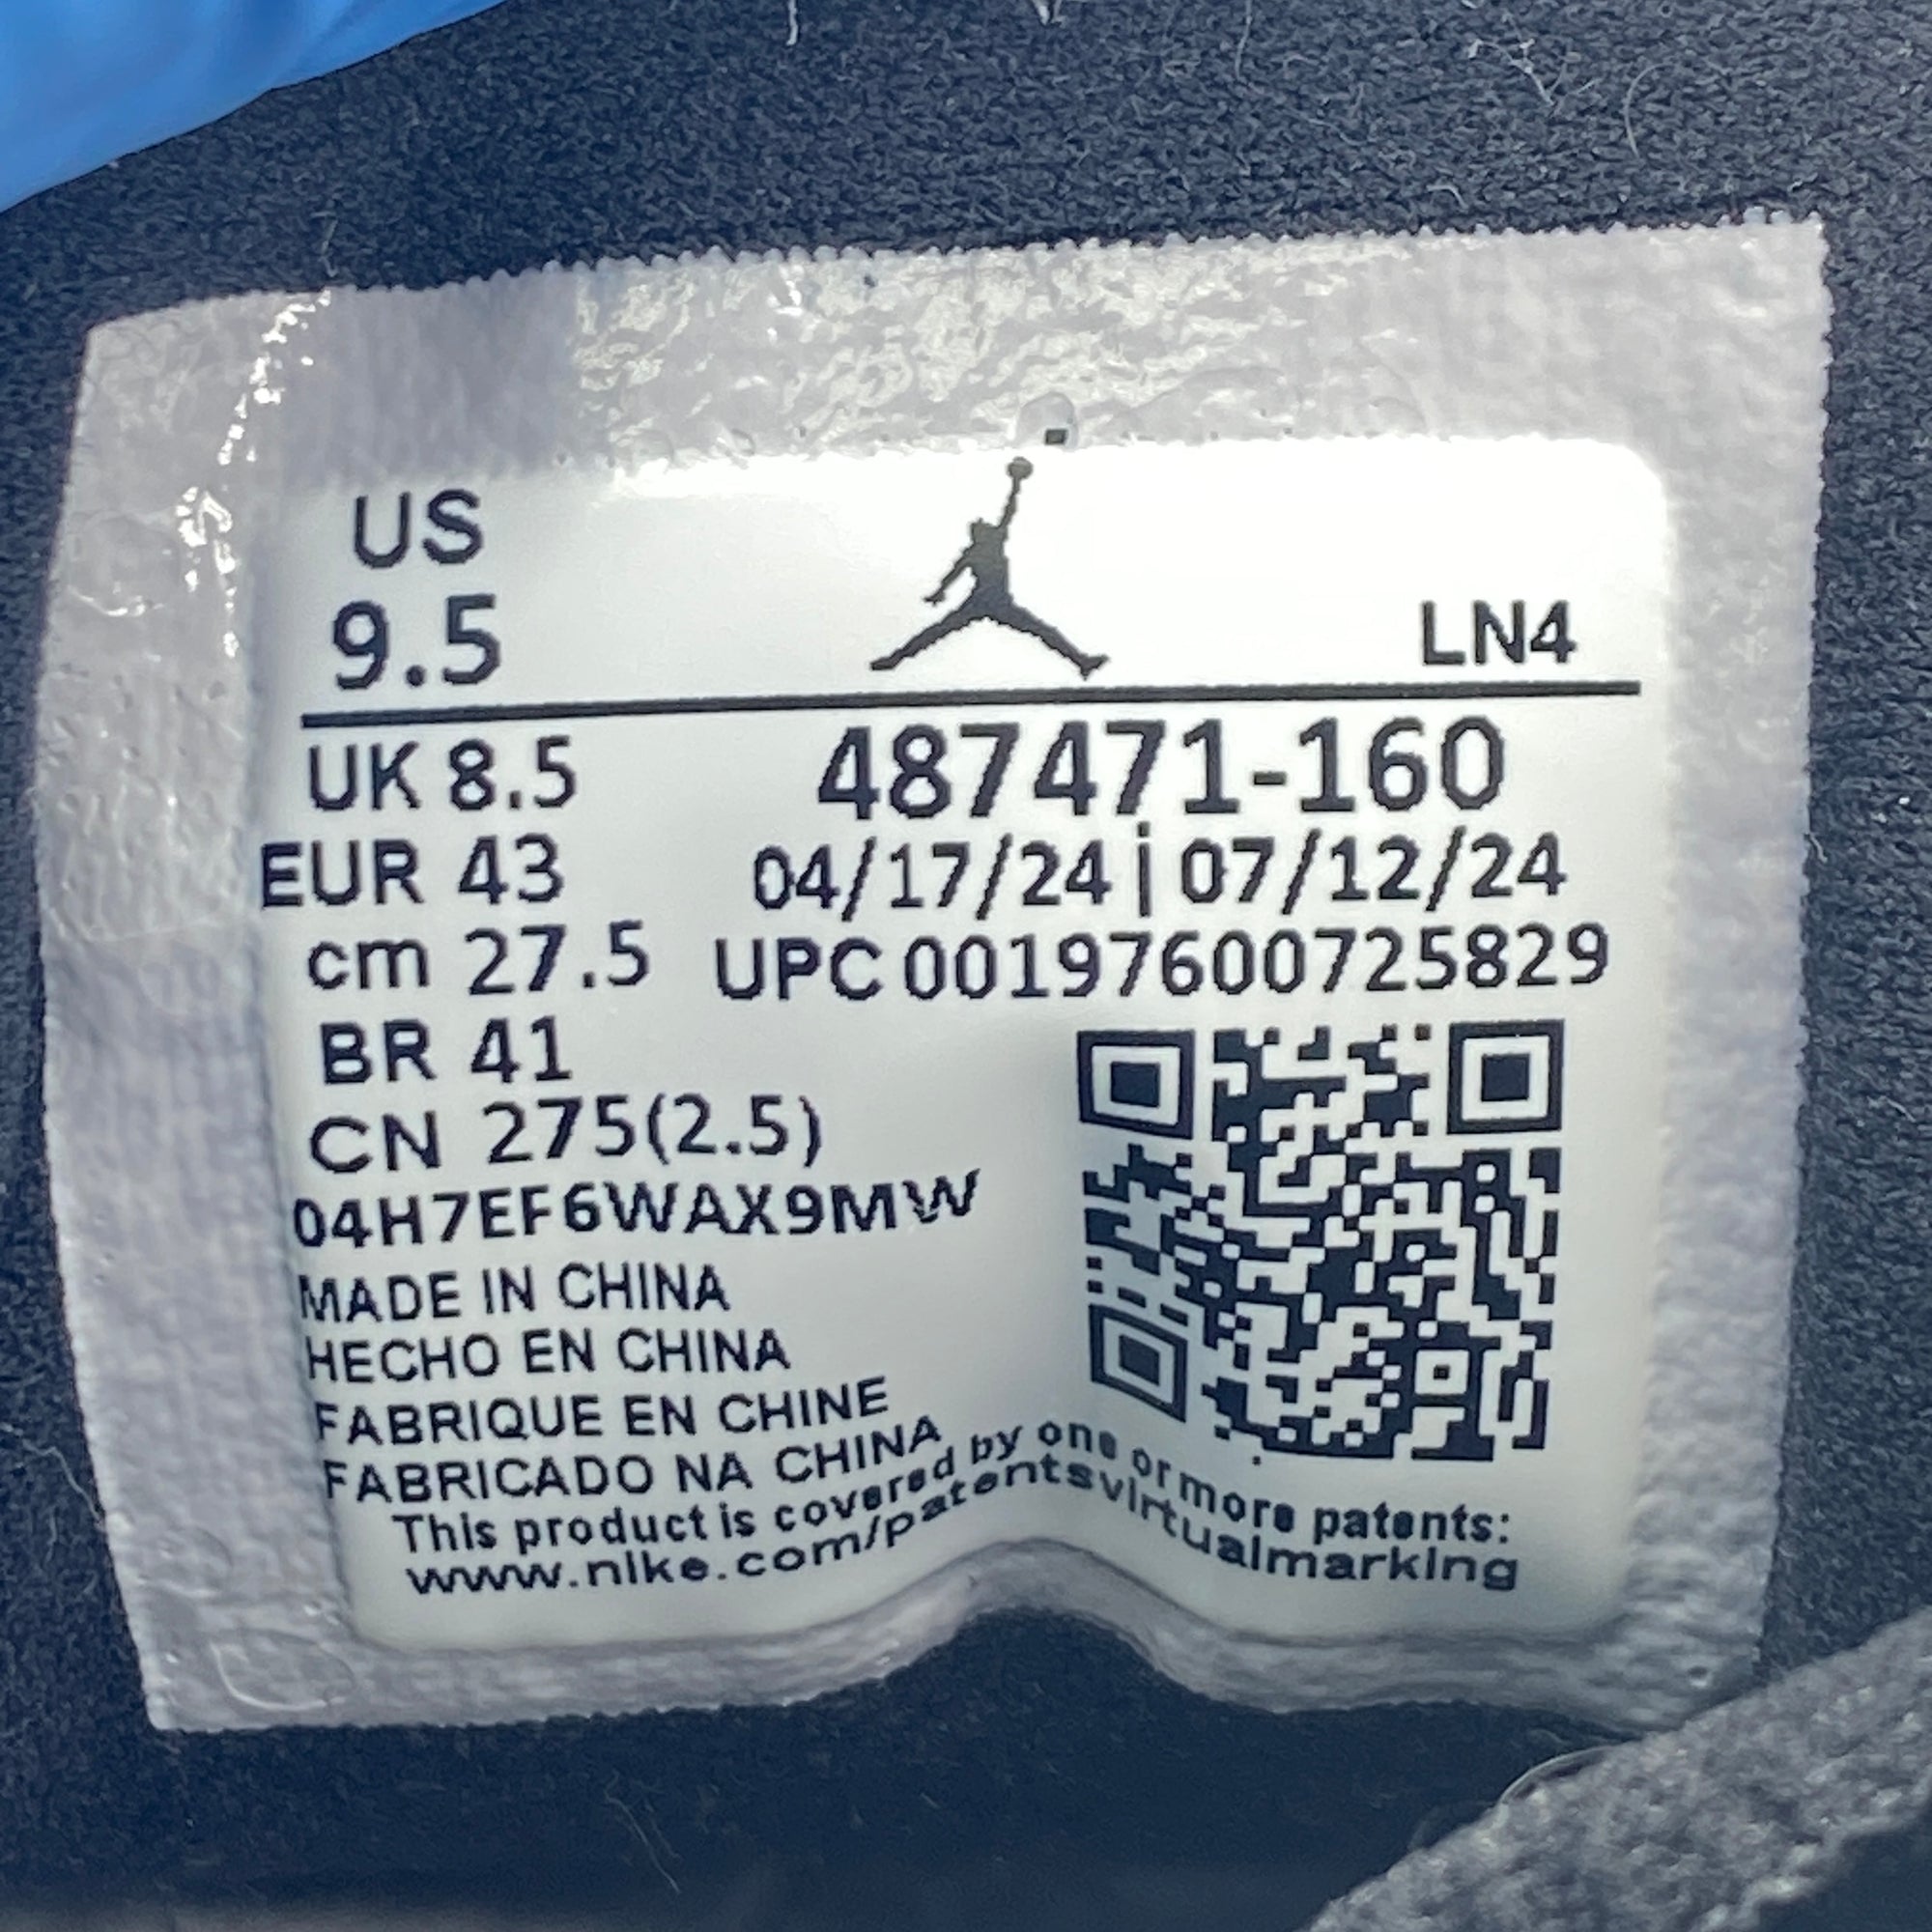 US
9.5
LN4
UK 8.5
487471-160
EUR 43
04/17/24 | 07/12/24
cm 27.5
UPC 00197600725829
BR 41
CN 275(2.5)
04H7EF6WAX9MW
MADE IN CHINA
HECHO EN CHINA
FABRIQUE EN CHINE
FABRICADO NA CHINA
This product is covered by one or more patents:
www.nike.com/patentsvirtualmarking